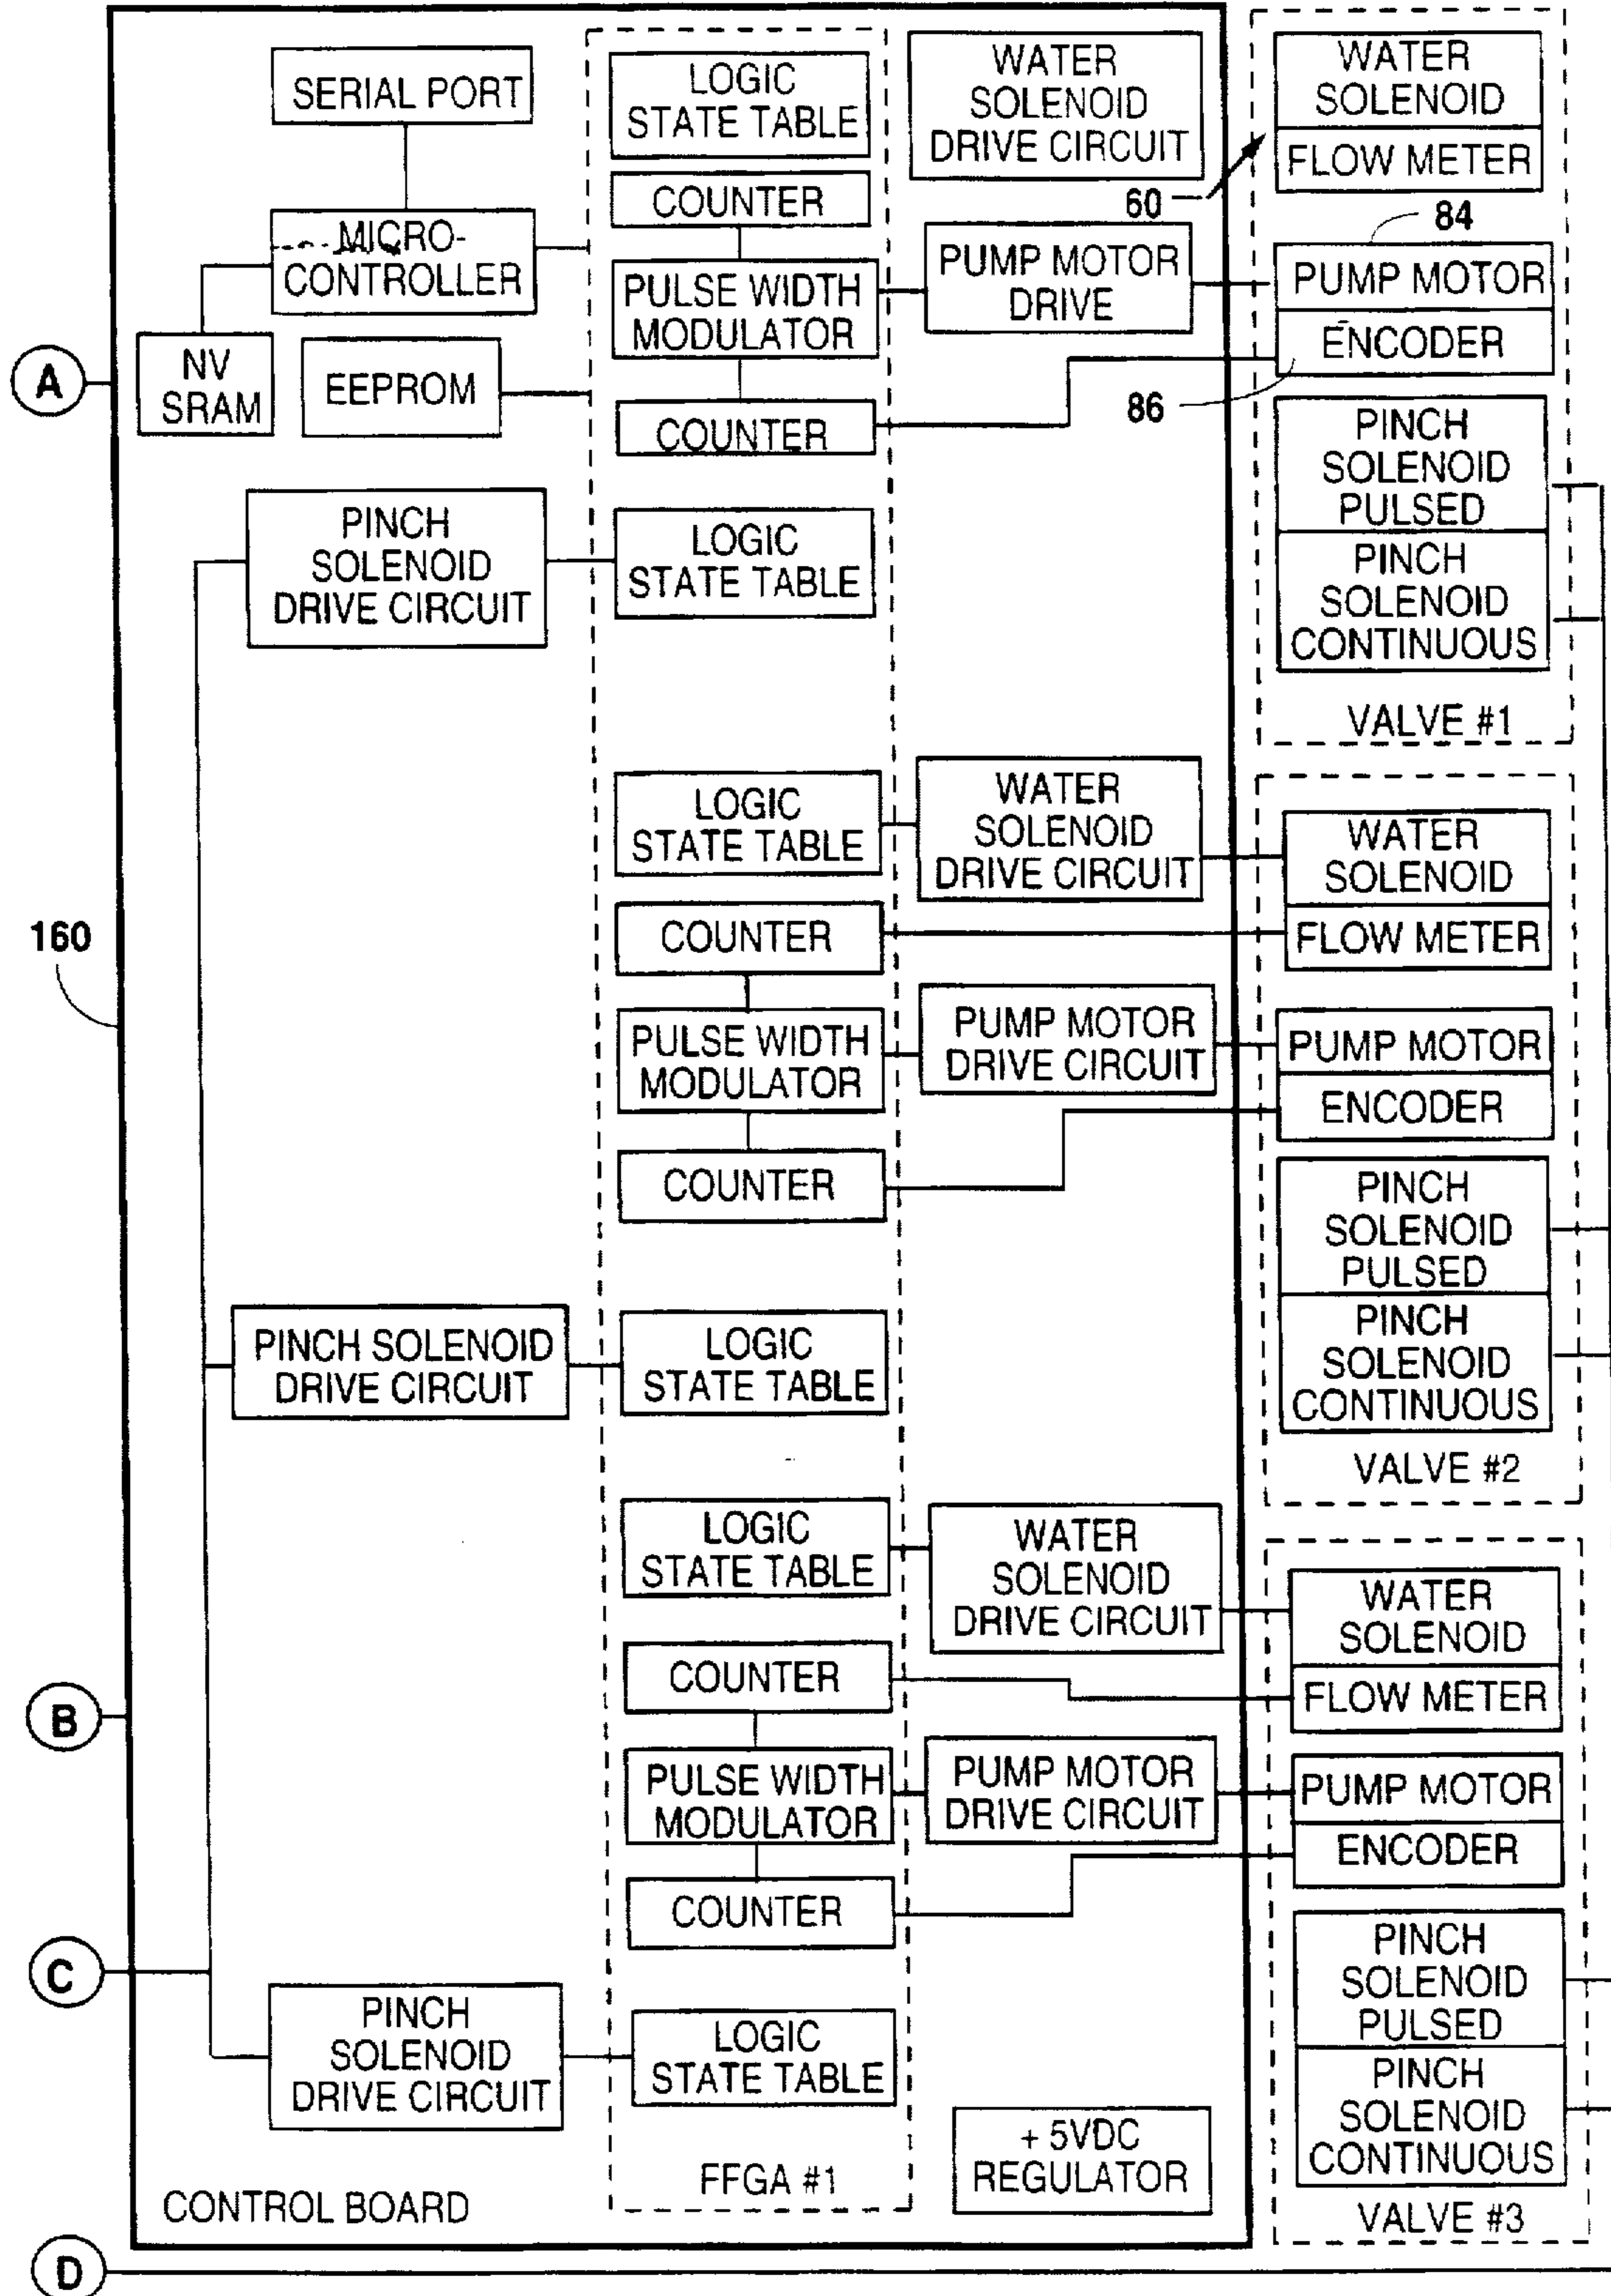 SERIAL PORT
MICRO-
CONTROLLER
NV
SRAM
EEPROM
A
LOGIC
STATE TABLE
COUNTER
PULSE WIDTH
MODULATOR
COUNTER
WATER
SOLENOID
DRIVE CIRCUIT
PUMP MOTOR
DRIVE
60
WATER
SOLENOID
FLOW METER
84
PUMP MOTOR
ENCODER
86
PINCH
SOLENOID
PULSED
PINCH
SOLENOID
CONTINUOUS
VALVE #1
PINCH
SOLENOID
DRIVE CIRCUIT
LOGIC
STATE TABLE
160
LOGIC
STATE TABLE
WATER
SOLENOID
DRIVE CIRCUIT
WATER
SOLENOID
FLOW METER
COUNTER
PULSE WIDTH
MODULATOR
PUMP MOTOR
DRIVE CIRCUIT
PUMP MOTOR
ENCODER
COUNTER
PINCH
SOLENOID
PULSED
PINCH
SOLENOID
CONTINUOUS
VALVE #2
PINCH SOLENOID
DRIVE CIRCUIT
LOGIC
STATE TABLE
LOGIC
STATE TABLE
WATER
SOLENOID
DRIVE CIRCUIT
WATER
SOLENOID
FLOW METER
B
COUNTER
PULSE WIDTH
MODULATOR
PUMP MOTOR
DRIVE CIRCUIT
PUMP MOTOR
ENCODER
COUNTER
C
PINCH
SOLENOID
DRIVE CIRCUIT
LOGIC
STATE TABLE
PINCH
SOLENOID
PULSED
PINCH
SOLENOID
CONTINUOUS
VALVE #3
+ 5VDC
REGULATOR
FFGA #1
CONTROL BOARD
D